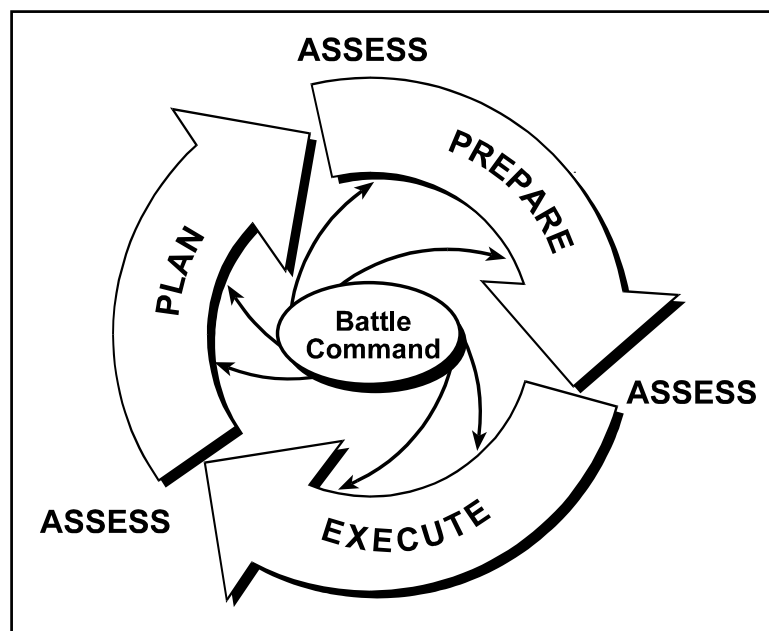 ASSESS
PREPARE
PLAN
Battle
Command
ASSESS
ASSESS
EXECUTE